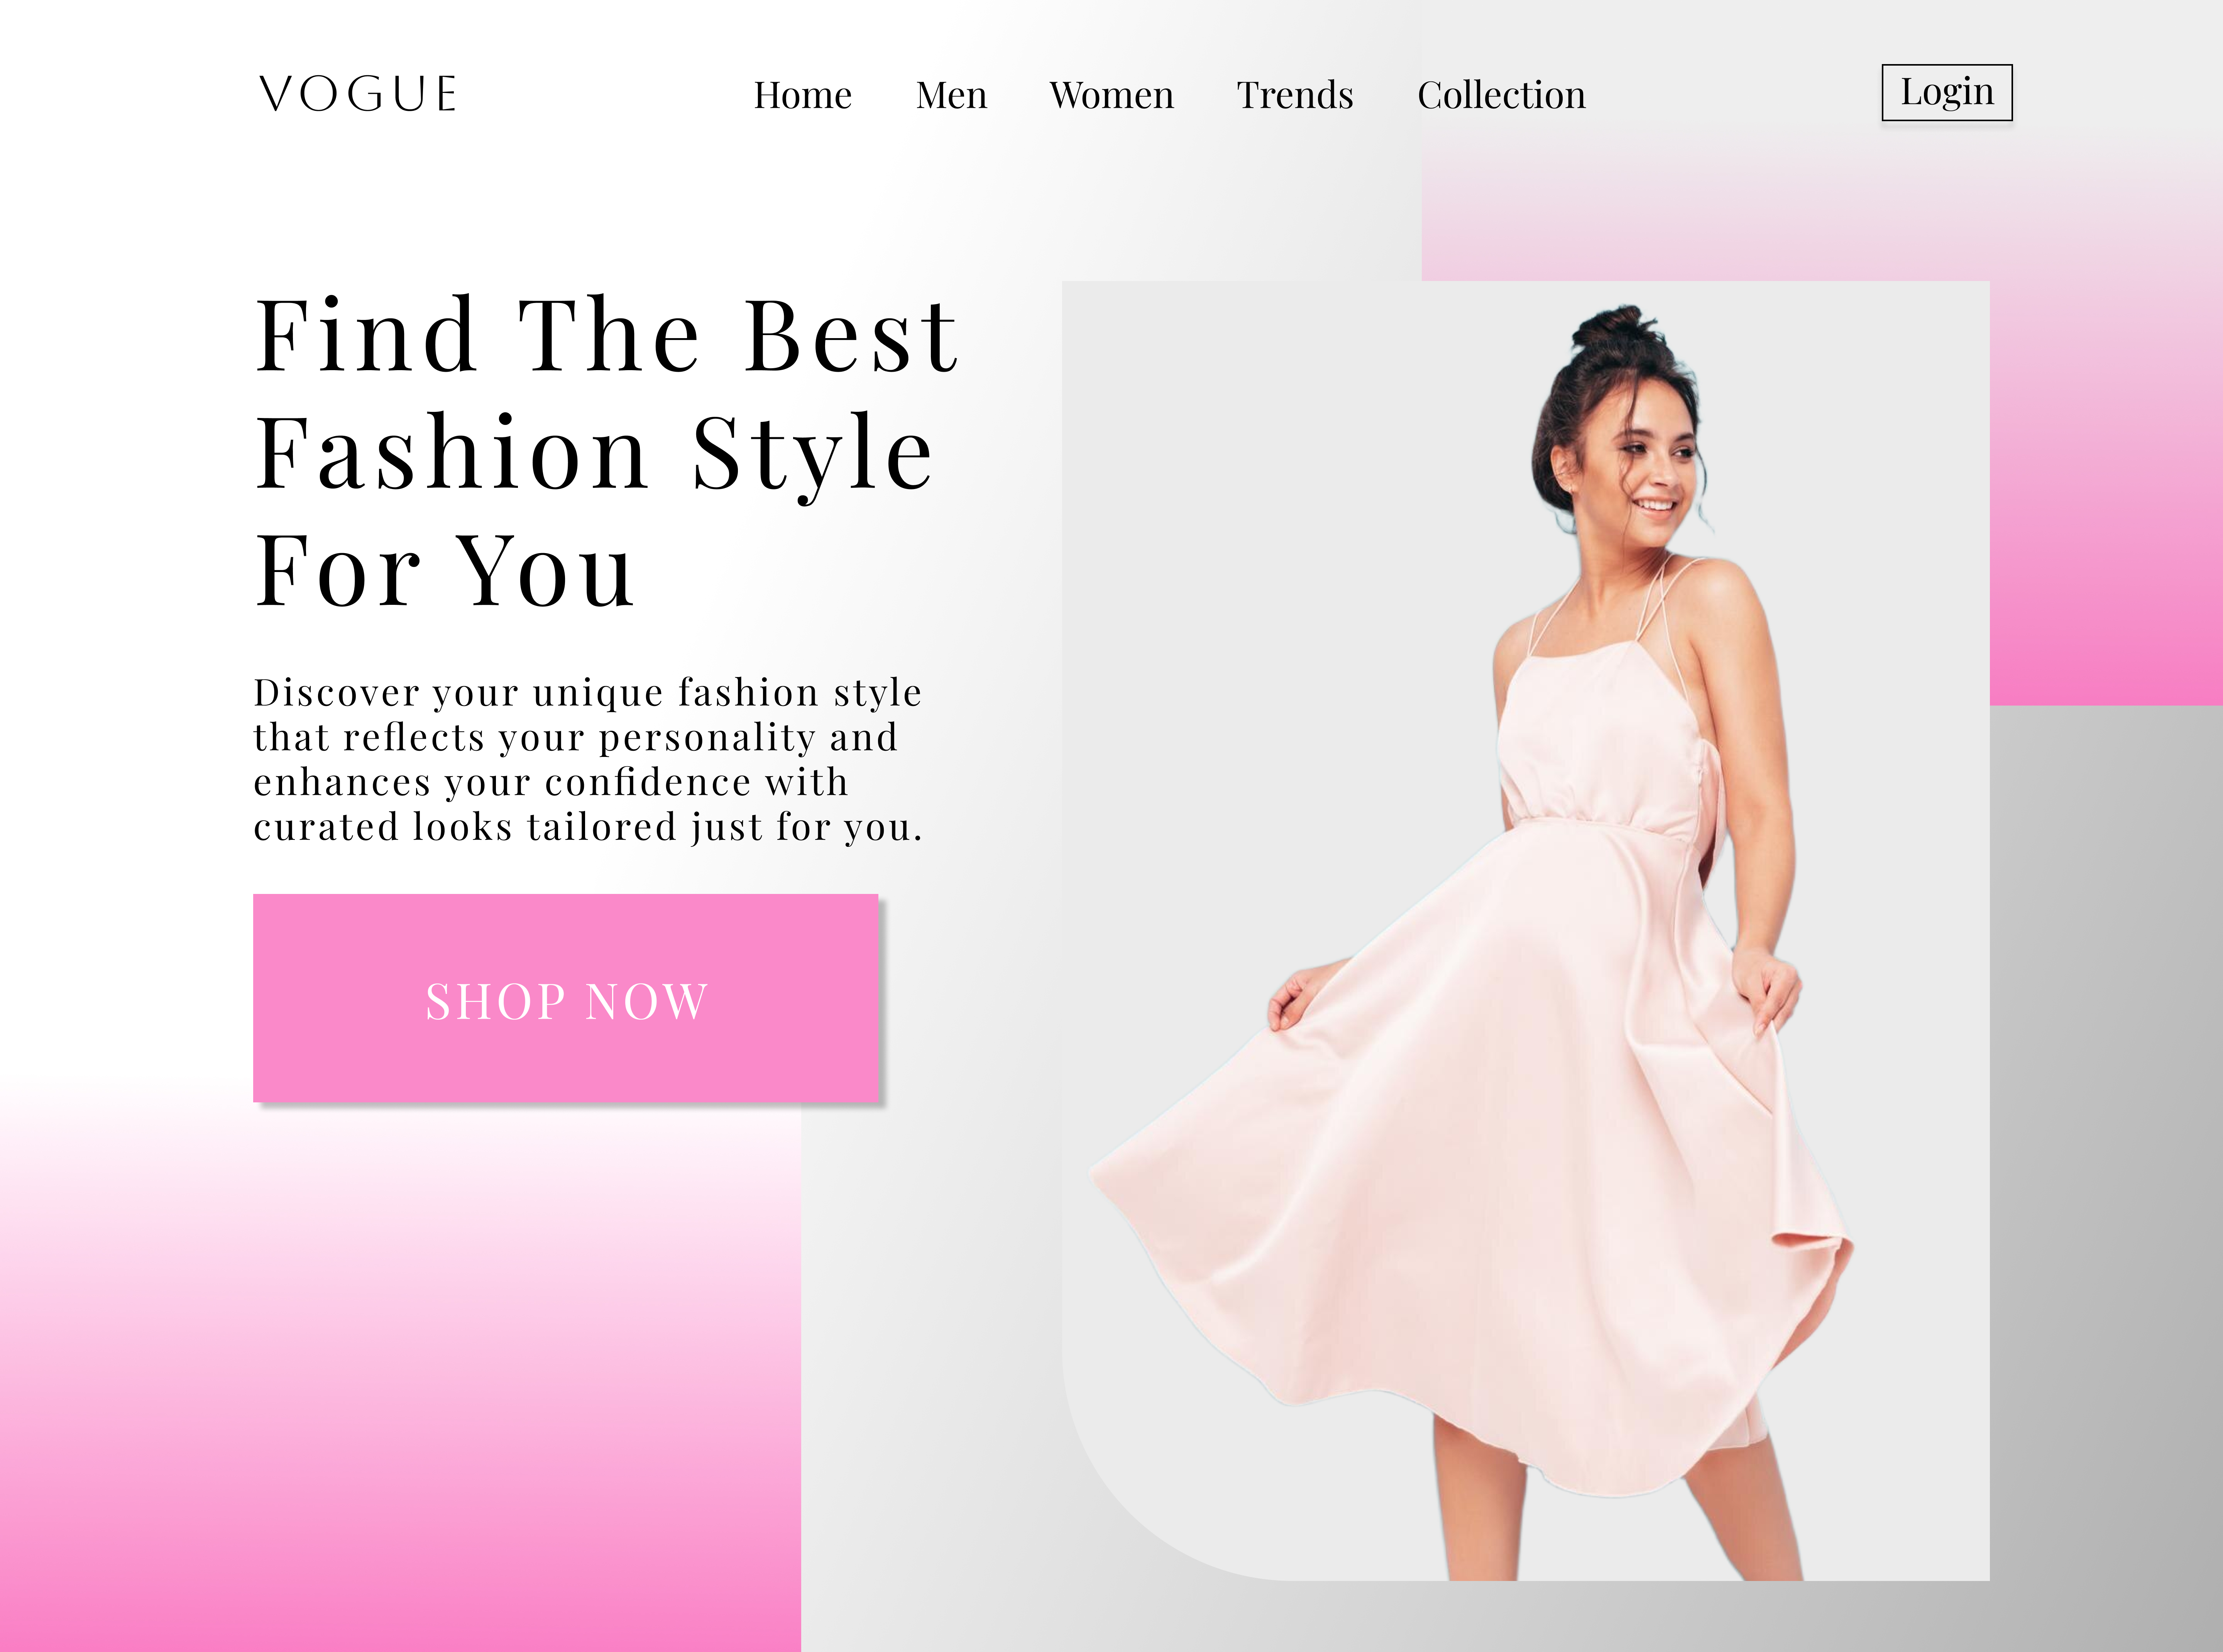 VOGUE
Home Men Women Trends Collection
Login
Find The Best
Fashion Style
For You
Discover your unique fashion style
that reflects your personality and
enhances your confidence with
curated looks tailored just for you.
SHOP NOW